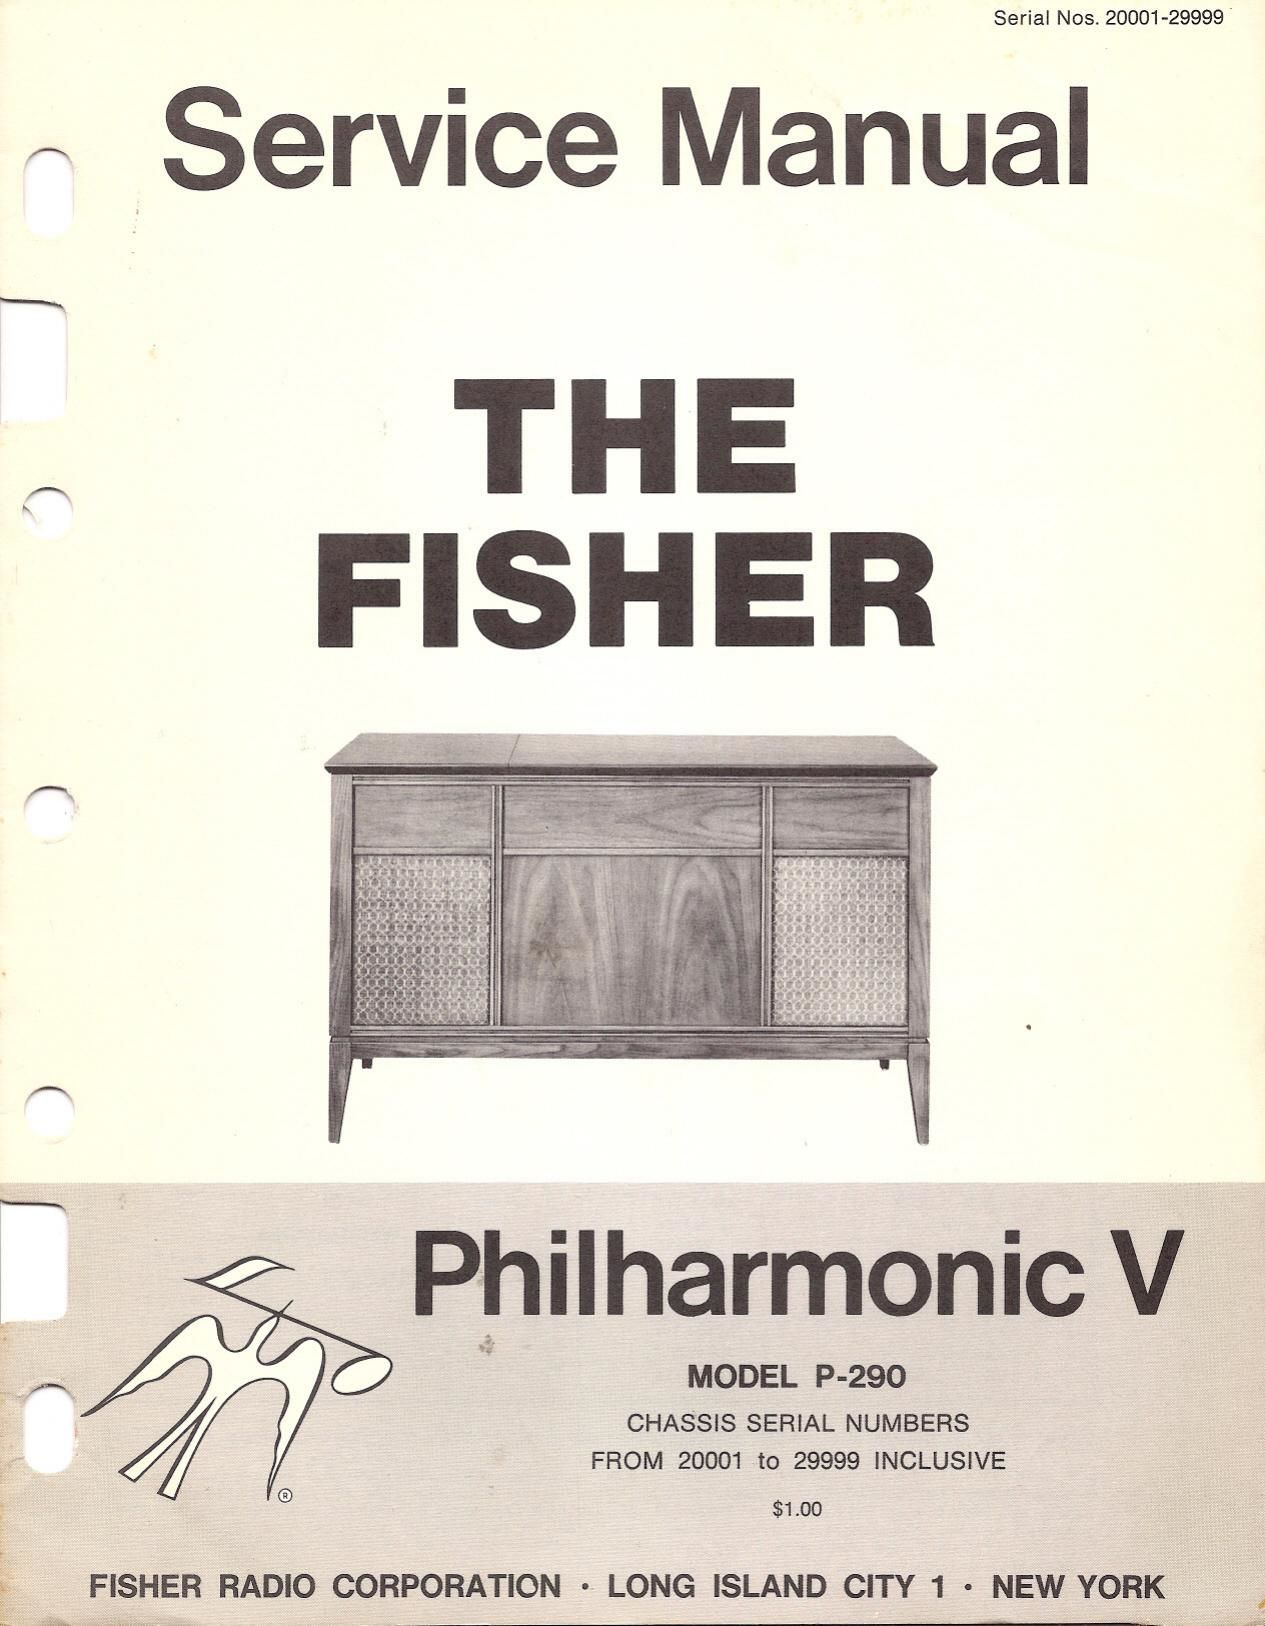 Serial Nos. 20001-29999
Service Manual
THE
FISHER
Philharmonic V
MODEL P-290
CHASSIS SERIAL NUMBERS
FROM 20001 to 29999 INCLUSIVE
$1.00
®
FISHER RADIO CORPORATION · LONG ISLAND CITY 1 · NEW YORK